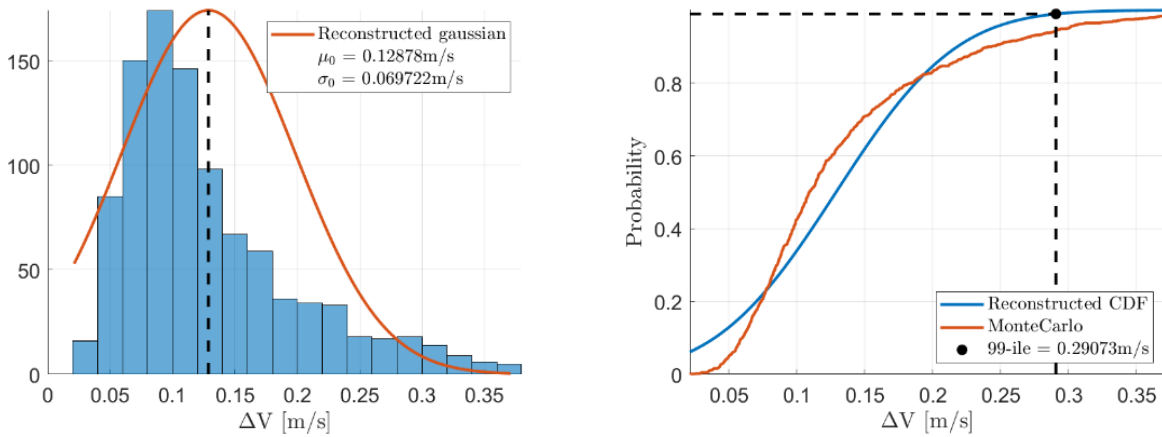 Reconstructed gaussian
μ₀ = 0.12878m/s
σ₀ = 0.069722m/s
150
100
50
0
0 0.05 0.1 0.15 0.2 0.25 0.3 0.35
ΔV [m/s]
Probability
0.8
0.6
0.4
0.2
0
0.05 0.1 0.15 0.2 0.25 0.3 0.35
ΔV [m/s]
Reconstructed CDF
MonteCarlo
99-ile = 0.29073m/s